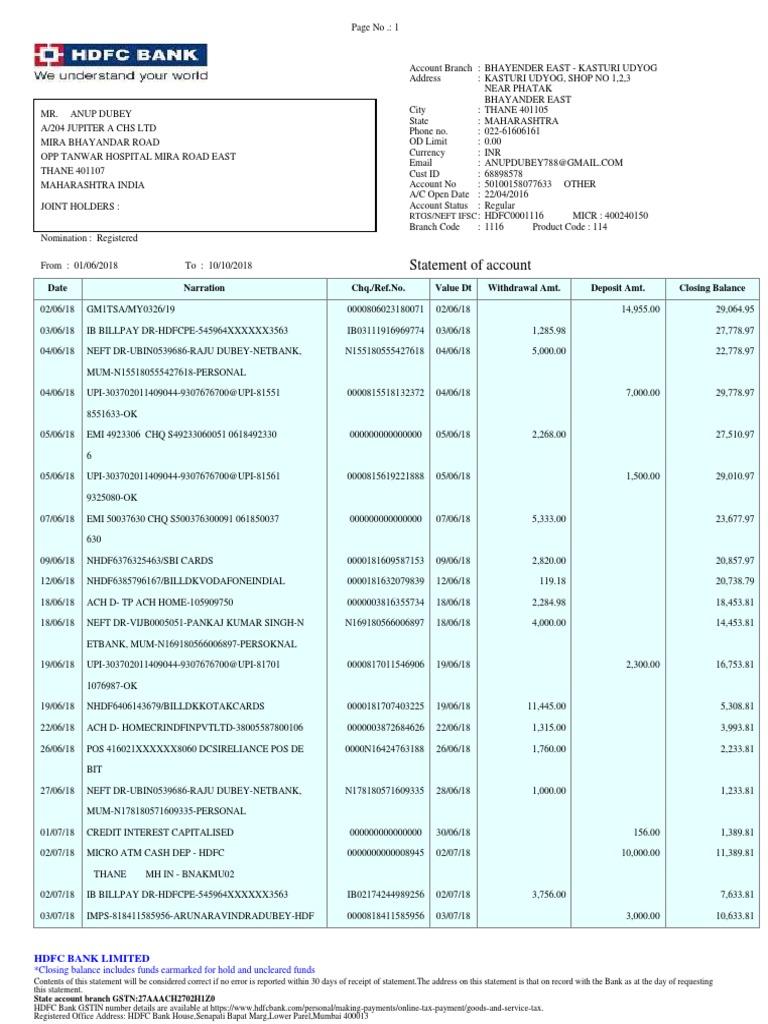 Page No .: 1
HDFC BANK
We understand your world
MR. ANUP DUBEY
A/204 JUPITER A CHS LTD
MIRA BHAYANDAR ROAD
OPP TANWAR HOSPITAL MIRA ROAD EAST
THANE 401107
MAHARASHTRA INDIA
JOINT HOLDERS :
Nomination : Registered
Account Branch : BHAYENDER EAST - KASTURI UDYOG
Address : KASTURI UDYOG, SHOP NO 1,2,3
NEAR PHATAK
BHAYANDER EAST
City : THANE 401105
State : MAHARASHTRA
Phone no. : 022-61606161
OD Limit : 0.00
Currency : INR
Email : ANUPDUBEY788@GMAIL.COM
Cust ID : 68898578
Account No : 50100158077633 OTHER
A/C Open Date : 22/04/2016
Account Status : Regular
RTGS/NEFT IFSC: HDFC0001116 MICR : 400240150
Branch Code : 1116 Product Code : 114
From : 01/06/2018 To : 10/10/2018 Statement of account
Date Narration Chq./Ref.No. Value Dt Withdrawal Amt. Deposit Amt. Closing Balance
02/06/18 GM1TSA/MY0326/19 0000806023180071 02/06/18 14,955.00 29,064.95
03/06/18 IB BILLPAY DR-HDFCPE-545964XXXXXX3563 IB03111916969774 03/06/18 1,285.98 27,778.97
04/06/18 NEFT DR-UBIN0539686-RAJU DUBEY-NETBANK, N155180555427618 04/06/18 5,000.00 22,778.97
MUM-N155180555427618-PERSONAL
04/06/18 UPI-303702011409044-9307676700@UPI-81551 0000815518132372 04/06/18 7,000.00 29,778.97
8551633-OK
05/06/18 EMI 4923306 CHQ S49233060051 0618492330 000000000000000 05/06/18 2,268.00 27,510.97
6
05/06/18 UPI-303702011409044-9307676700@UPI-81561 0000815619221888 05/06/18 1,500.00 29,010.97
9325080-OK
07/06/18 EMI 50037630 CHQ S500376300091 061850037 000000000000000 07/06/18 5,333.00 23,677.97
630
09/06/18 NHDF6376325463/SBI CARDS 0000181609587153 09/06/18 2,820.00 20,857.97
12/06/18 NHDF6385796167/BILLDKVODAFONEINDIAL 0000181632079839 12/06/18 119.18 20,738.79
18/06/18 ACH D- TP ACH HOME-105909750 0000003816355734 18/06/18 2,284.98 18,453.81
18/06/18 NEFT DR-VIJB0005051-PANKAJ KUMAR SINGH-N N169180566006897 18/06/18 4,000.00 14,453.81
ETBANK, MUM-N169180566006897-PERSOKNAL
19/06/18 UPI-303702011409044-9307676700@UPI-81701 0000817011546906 19/06/18 2,300.00 16,753.81
1076987-OK
19/06/18 NHDF6406143679/BILLDKKOTAKCARDS 0000181707403225 19/06/18 11,445.00 5,308.81
22/06/18 ACH D- HOMECRINDFINPVTLTD-38005587800106 0000003872684626 22/06/18 1,315.00 3,993.81
26/06/18 POS 416021XXXXXX8060 DCSIRELIANCE POS DE 0000N16424763188 26/06/18 1,760.00 2,233.81
BIT
27/06/18 NEFT DR-UBIN0539686-RAJU DUBEY-NETBANK, N178180571609335 28/06/18 1,000.00 1,233.81
MUM-N178180571609335-PERSONAL
01/07/18 CREDIT INTEREST CAPITALISED 000000000000000 30/06/18 156.00 1,389.81
02/07/18 MICRO ATM CASH DEP - HDFC 0000000000008945 02/07/18 10,000.00 11,389.81
THANE MH IN - BNAKMU02
02/07/18 IB BILLPAY DR-HDFCPE-545964XXXXXX3563 IB02174244989256 02/07/18 3,756.00 7,633.81
03/07/18 IMPS-818411585956-ARUNARAVINDRADUBEY-HDF 0000818411585956 03/07/18 3,000.00 10,633.81
HDFC BANK LIMITED
*Closing balance includes funds earmarked for hold and uncleared funds
Contents of this statement will be considered correct if no error is reported within 30 days of receipt of statement.The address on this statement is that on record with the Bank as at the day of requesting
this statement.
State account branch GSTN:27AAACH2702H1Z0
HDFC Bank GSTIN number details are available at https://www.hdfcbank.com/personal/making-payments/online-tax-payment/goods-and-service-tax.
Registered Office Address: HDFC Bank House,Senapati Bapat Marg,Lower Parel,Mumbai 400013